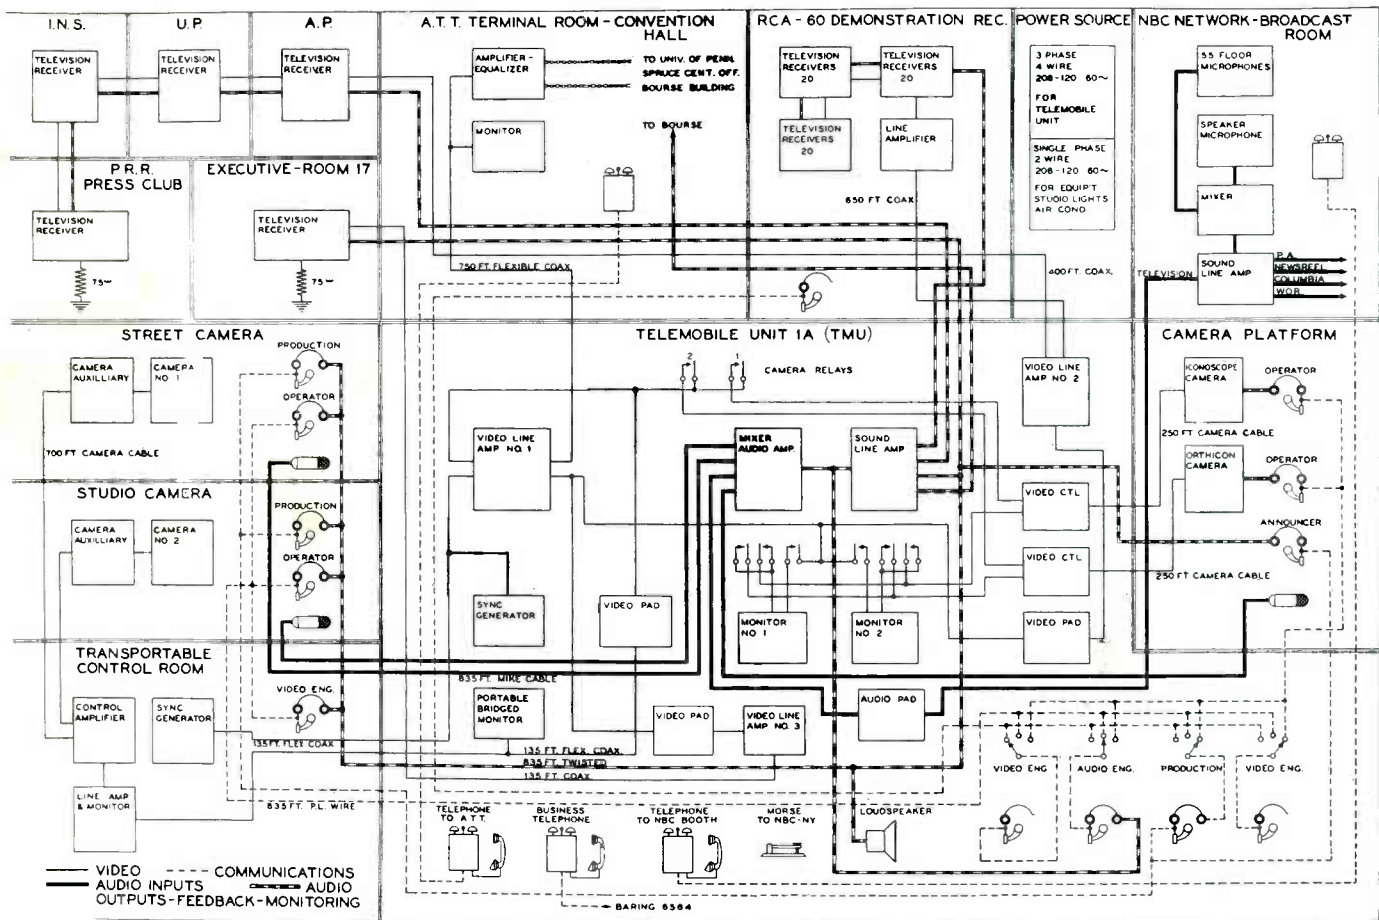 I.N.S.
TELEVISION
RECEIVER
U.P.
TELEVISION
RECEIVER
A.P.
TELEVISION
RECEIVER
A.T.T. TERMINAL ROOM-CONVENTION
HALL
AMPLIFIER-
EQUALIZER
TO UNIV. OF PENN.
SPRUCE CENT. OFF.
BOURSE BUILDING
MONITOR
TO BOURSE
RCA-60 DEMONSTRATION REC.
TELEVISION
RECEIVERS
20
TELEVISION
RECEIVERS
20
TELEVISION
RECEIVERS
20
LINE
AMPLIFIER
650 FT COAX
POWER SOURCE
3 PHASE
4 WIRE
208-120 60~
FOR
TELEMOBILE
UNIT
SINGLE PHASE
2 WIRE
208-120 60~
FOR EQUIP'T
STUDIO LIGHTS
AIR COND
400 FT. COAX.
NBC NETWORK-BROADCAST
ROOM
55 FLOOR
MICROPHONES
SPEAKER
MICROPHONE
MIXER
SOUND
LINE AMP
TELEVISION
P.A.
NEWSREEL
COLUMBIA
WOR
P.R.R.
PRESS CLUB
TELEVISION
RECEIVER
75~
EXECUTIVE-ROOM 17
TELEVISION
RECEIVER
75~
750 FT. FLEXIBLE COAX
STREET CAMERA
CAMERA
AUXILLIARY
CAMERA
NO 1
PRODUCTION
OPERATOR
700 FT CAMERA CABLE
STUDIO CAMERA
CAMERA
AUXILLIARY
CAMERA
NO 2
PRODUCTION
OPERATOR
TRANSPORTABLE
CONTROL ROOM
CONTROL
AMPLIFIER
SYNC
GENERATOR
VIDEO ENG.
135 FT. FLEX COAX
LINE AMP
& MONITOR
835 FT. P.L. WIRE
TELEMOBILE UNIT 1A (TMU)
2
1
CAMERA RELAYS
VIDEO LINE
AMP NO 2
VIDEO LINE
AMP NO. 1
MIXER
AUDIO AMP.
SOUND
LINE AMP
VIDEO CTL
VIDEO CTL
SYNC
GENERATOR
VIDEO PAD
MONITOR
NO 1
MONITOR
NO 2
VIDEO PAD
835 FT. MIKE CABLE
PORTABLE
BRIDGED
MONITOR
VIDEO PAD
VIDEO LINE
AMP NO. 3
AUDIO PAD
135 FT. FLEX. COAX.
835 FT. TWISTED
135 FT. COAX
CAMERA PLATFORM
ICONOSCOPE
CAMERA
OPERATOR
250 FT CAMERA CABLE
ORTHICON
CAMERA
OPERATOR
ANNOUNCER
250 FT CAMERA CABLE
VIDEO ENG
AUDIO ENG.
PRODUCTION
VIDEO ENG.
TELEPHONE
TO A.T.T.
BUSINESS
TELEPHONE
TELEPHONE
TO NBC BOOTH
MORSE
TO NBC-NY
LOUDSPEAKER
BARING 6564
VIDEO
COMMUNICATIONS
AUDIO INPUTS
AUDIO
OUTPUTS-FEEDBACK-MONITORING